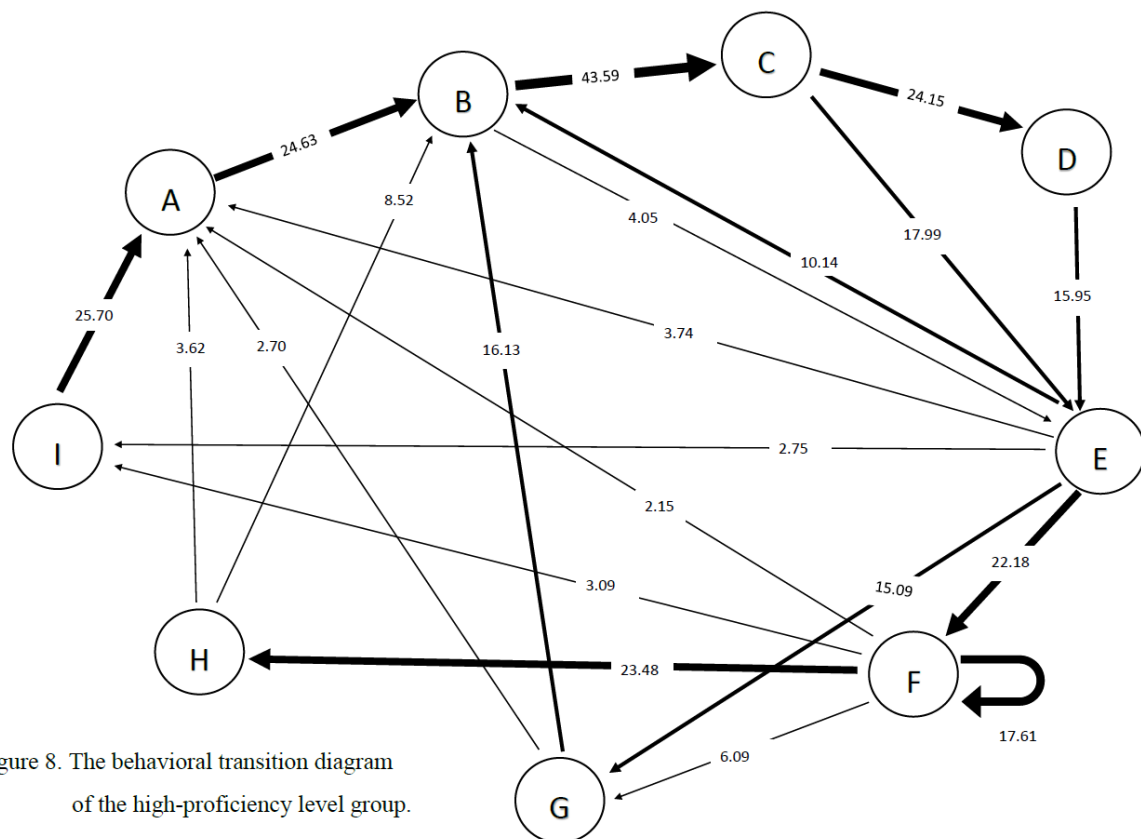 C
B
43.59
24.15
D
24.63
A
8.52
4.05
17.99
10.14
15.95
25.70
3.62
2.70
16.13
3.74
I
2.75
E
2.15
22.18
3.09
15.09
H
23.48
F
17.61
6.09
gure 8. The behavioral transition diagram
of the high-proficiency level group.
G